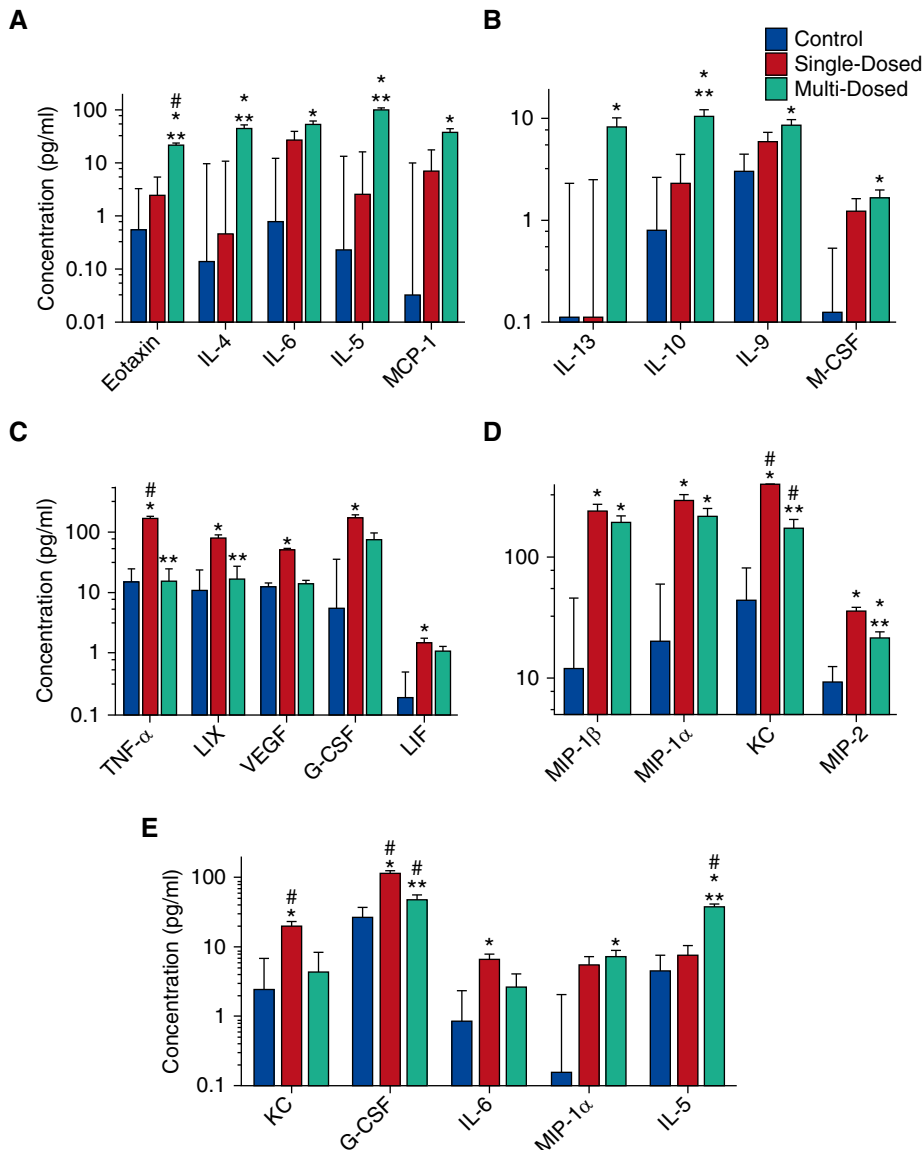 A
B
Control
Single-Dosed
Multi-Dosed
Concentration (pg/ml)
100
10
1
0.10
0.01
#
*
**
*
**
*
*
**
*
Eotaxin
IL-4
IL-6
IL-5
MCP-1
10
1
0.1
*
*
**
*
*
IL-13
IL-10
IL-9
M-CSF
C
D
Concentration (pg/ml)
100
10
1
0.1
#
*
**
*
**
*
*
*
TNF-α
LIX
VEGF
G-CSF
LIF
100
10
*
*
*
*
#
*
#
**
*
*
**
MIP-1β
MIP-1α
KC
MIP-2
E
Concentration (pg/ml)
100
10
1
0.1
#
*
#
*
#
**
*
*
#
*
**
KC
G-CSF
IL-6
MIP-1α
IL-5